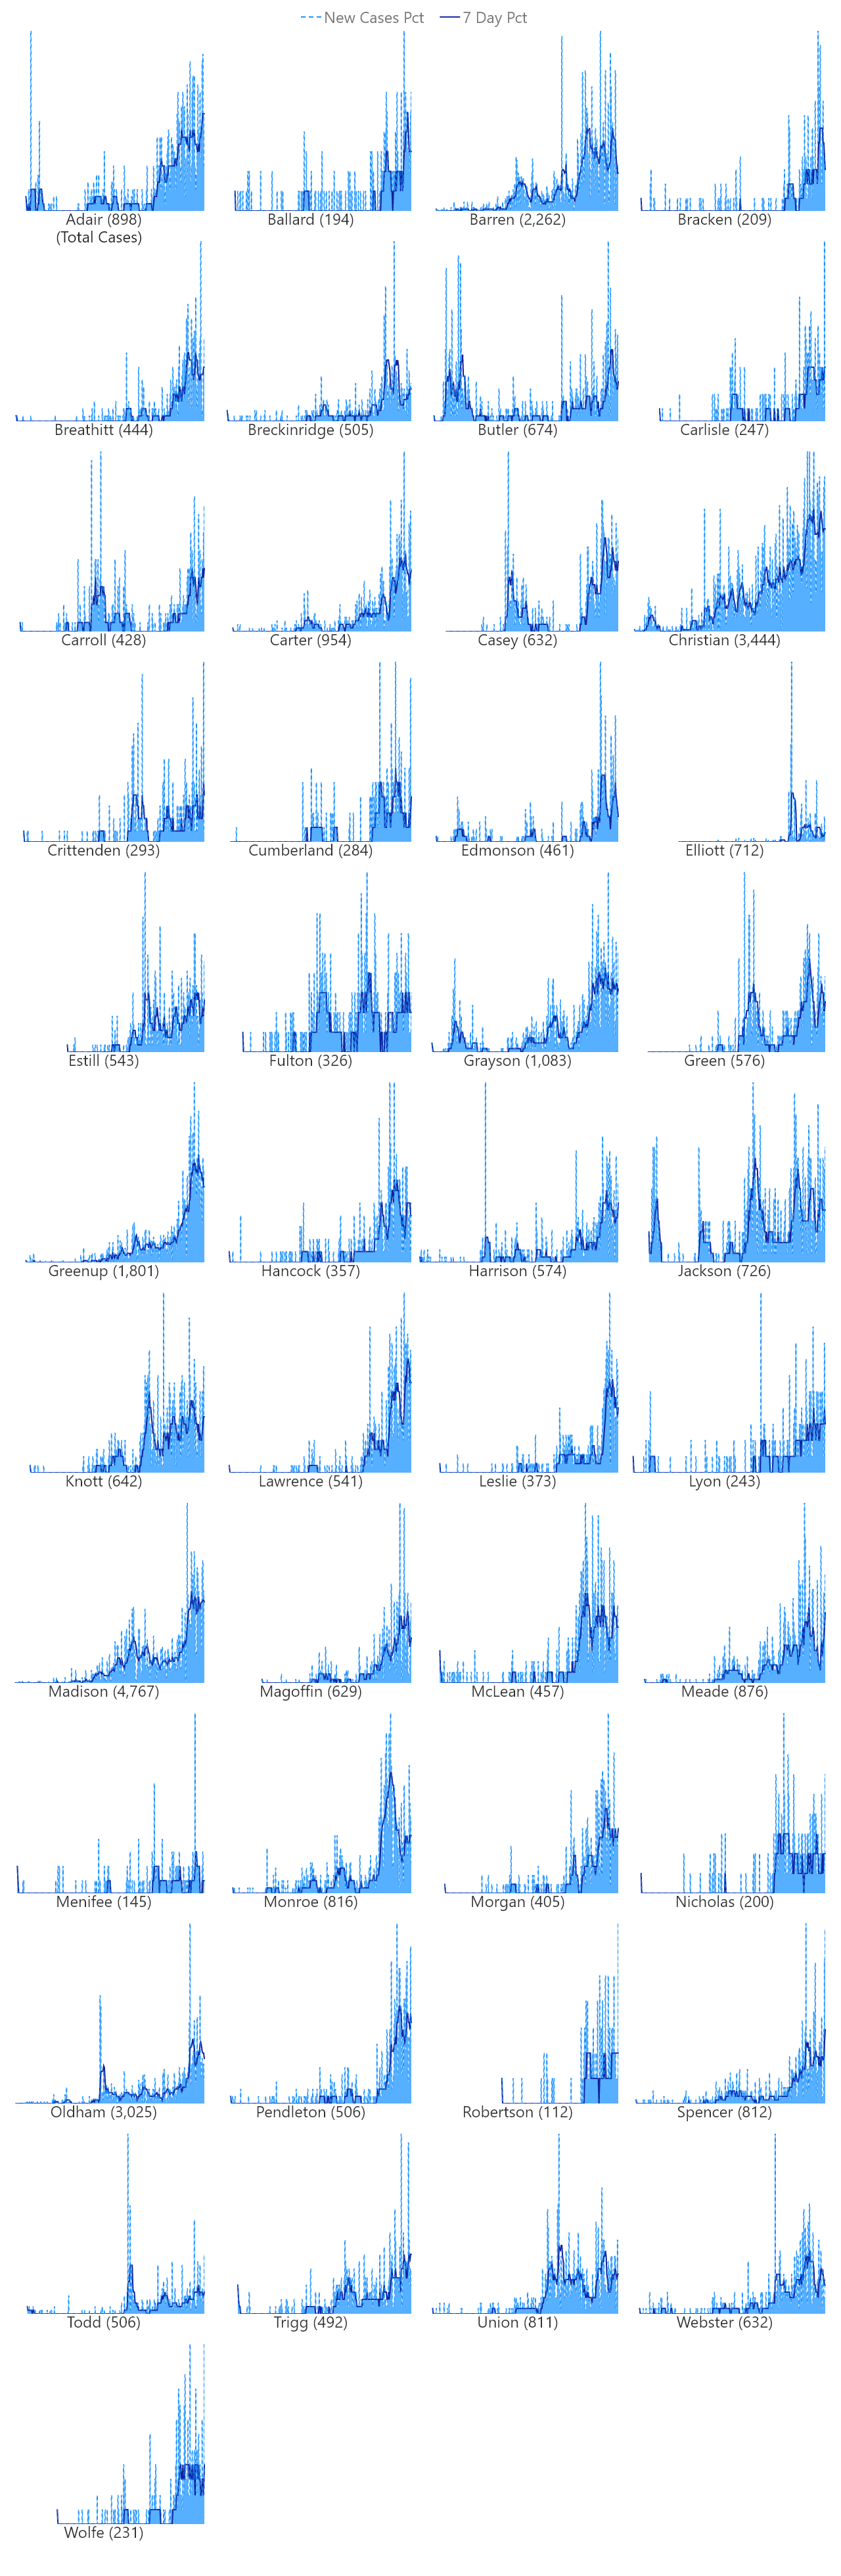 New Cases Pct 7 Day Pct
Adair (898) Ballard (194) Barren (2,262) Bracken (209)
(Total Cases)
Breathitt (444) Breckinridge (505) Butler (674) Carlisle (247)
Carroll (428) Carter (954) Casey (632) Christian (3,444)
Crittenden (293) Cumberland (284) Edmonson (461) Elliott (712)
Estill (543) Fulton (326) Grayson (1,083) Green (576)
Greenup (1,801) Hancock (357) Harrison (574) Jackson (726)
Knott (642) Lawrence (541) Leslie (373) Lyon (243)
Madison (4,767) Magoffin (629) McLean (457) Meade (876)
Menifee (145) Monroe (816) Morgan (405) Nicholas (200)
Oldham (3,025) Pendleton (506) Robertson (112) Spencer (812)
Todd (506) Trigg (492) Union (811) Webster (632)
Wolfe (231)